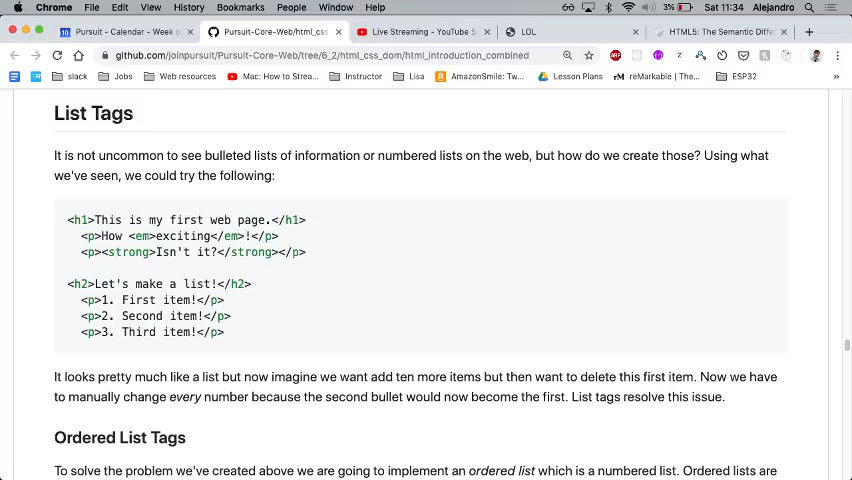 Chrome File Edit View History Bookmarks People Window Help 3% Sat 11:34 Alejandro
Pursuit - Calendar - Week o Pursuit-Core-Web/html_css Live Streaming - YouTube S LOL HTML5: The Semantic Differ
github.com/joinpursuit/Pursuit-Core-Web/tree/6_2/html_css_dom/html_introduction_combined
slack Jobs Web resources Mac: How to Strea... Instructor Lisa AmazonSmile: Tw... Lesson Plans reMarkable | The... ESP32 »
List Tags
It is not uncommon to see bulleted lists of information or numbered lists on the web, but how do we create those? Using what
we've seen, we could try the following:
<h1>This is my first web page.</h1>
<p>How <em>exciting</em>!</p>
<p><strong>Isn't it?</strong></p>
<h2>Let's make a list!</h2>
<p>1. First item!</p>
<p>2. Second item!</p>
<p>3. Third item!</p>
It looks pretty much like a list but now imagine we want add ten more items but then want to delete this first item. Now we have
to manually change every number because the second bullet would now become the first. List tags resolve this issue.
Ordered List Tags
To solve the problem we've created above we are going to implement an ordered list which is a numbered list. Ordered lists are